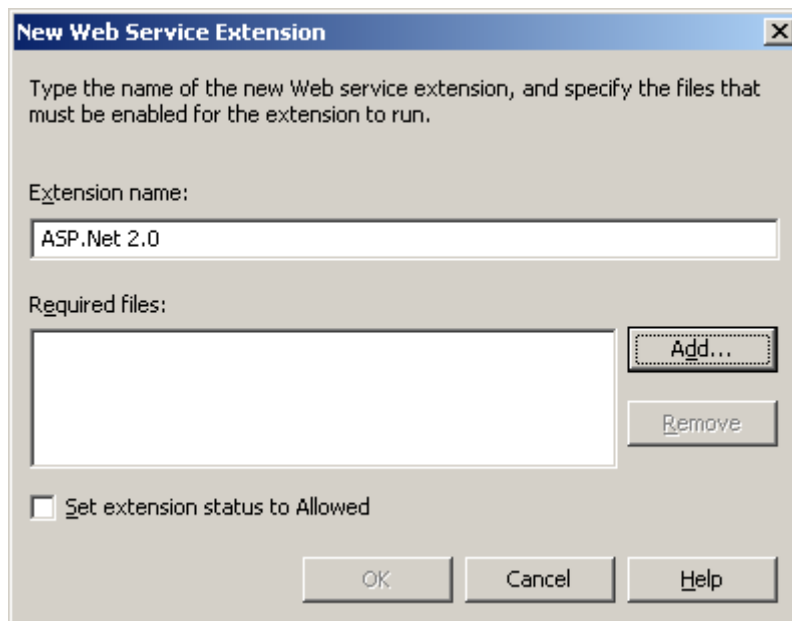 New Web Service Extension
Type the name of the new Web service extension, and specify the files that
must be enabled for the extension to run.
Extension name:
ASP.Net 2.0
Required files:
Add...
Remove
Set extension status to Allowed
OK
Cancel
Help